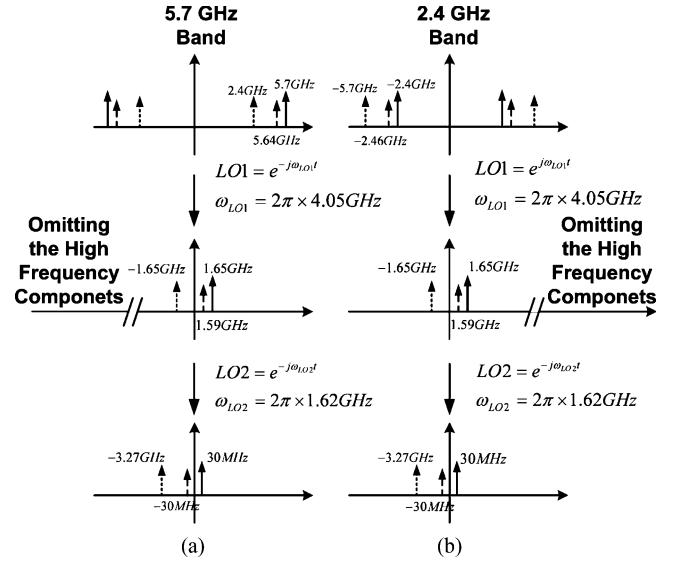 5.7 GHz
Band
2.4 GHz
Band
2.4GHz
5.7GHz
5.64GHz
−5.7GHz
−2.4GHz
−2.46GHz
LO1 = e^{-jω_{LO1}t}
ω_{LO1} = 2π × 4.05GHz
LO1 = e^{jω_{LO1}t}
ω_{LO1} = 2π × 4.05GHz
Omitting
the High
Frequency
Componets
−1.65GHz
1.65GHz
1.59GHz
−1.65GHz
1.65GHz
1.59GHz
Omitting
the High
Frequency
Componets
LO2 = e^{-jω_{LO2}t}
ω_{LO2} = 2π × 1.62GHz
LO2 = e^{-jω_{LO2}t}
ω_{LO2} = 2π × 1.62GHz
−3.27GHz
30MHz
−30MHz
−3.27GHz
30MHz
−30MHz
(a)
(b)